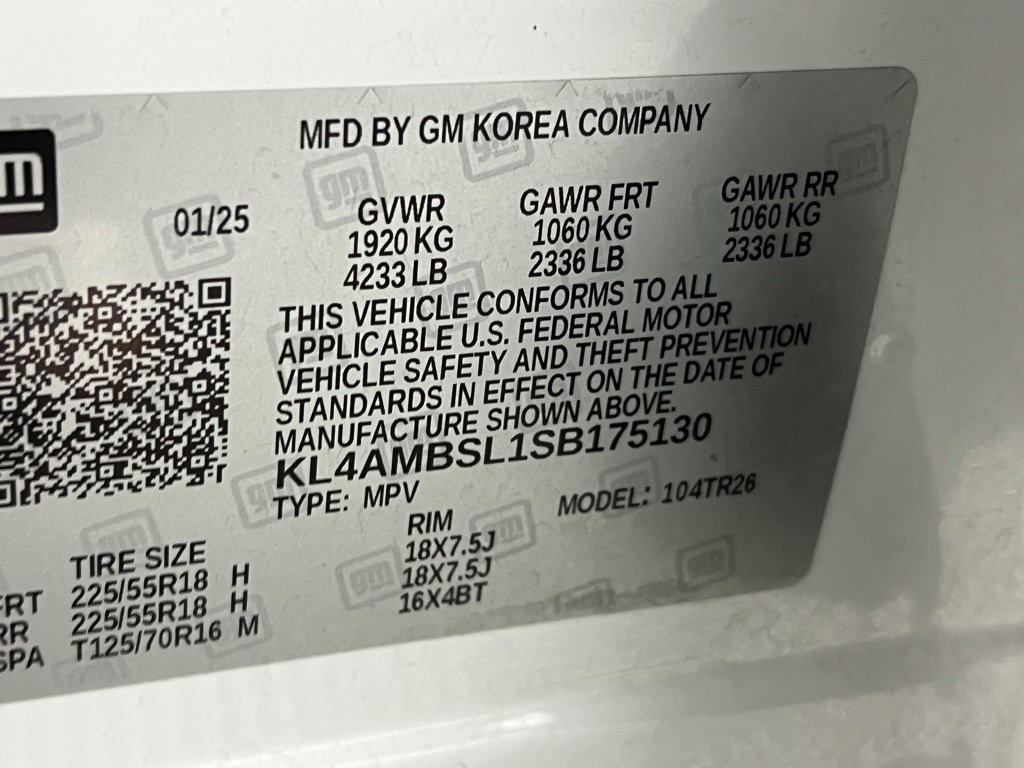 gm
MFD BY GM KOREA COMPANY
01/25
GVWR
1920 KG
4233 LB
GAWR FRT
1060 KG
2336 LB
GAWR RR
1060 KG
2336 LB
THIS VEHICLE CONFORMS TO ALL
APPLICABLE U.S. FEDERAL MOTOR
VEHICLE SAFETY AND THEFT PREVENTION
STANDARDS IN EFFECT ON THE DATE OF
MANUFACTURE SHOWN ABOVE.
KL4AMBSL1SB175130
TYPE: MPV MODEL: 104TR26
TIRE SIZE RIM
FRT 225/55R18 H 18X7.5J
RR 225/55R18 H 18X7.5J
SPA T125/70R16 M 16X4BT